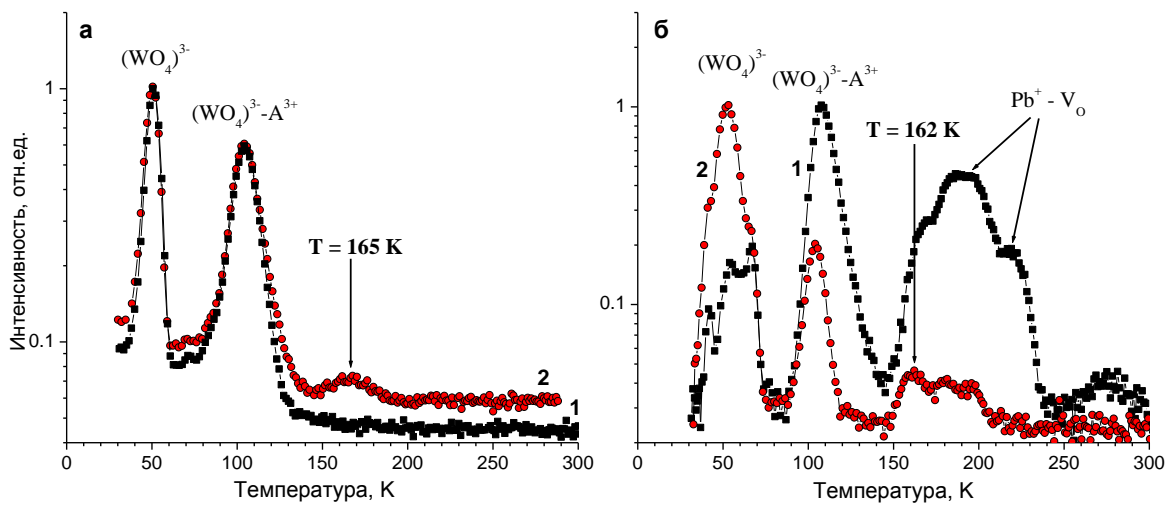 а
(WO4)3-
(WO4)3--A3+
T = 165 K
2
1
Интенсивность, отн.ед.
1
0.1
0 50 100 150 200 250 300
Температура, K
б
(WO4)3-
(WO4)3--A3+
Pb+ - VO
T = 162 K
2
1
1
0.1
0 50 100 150 200 250 300
Температура, K